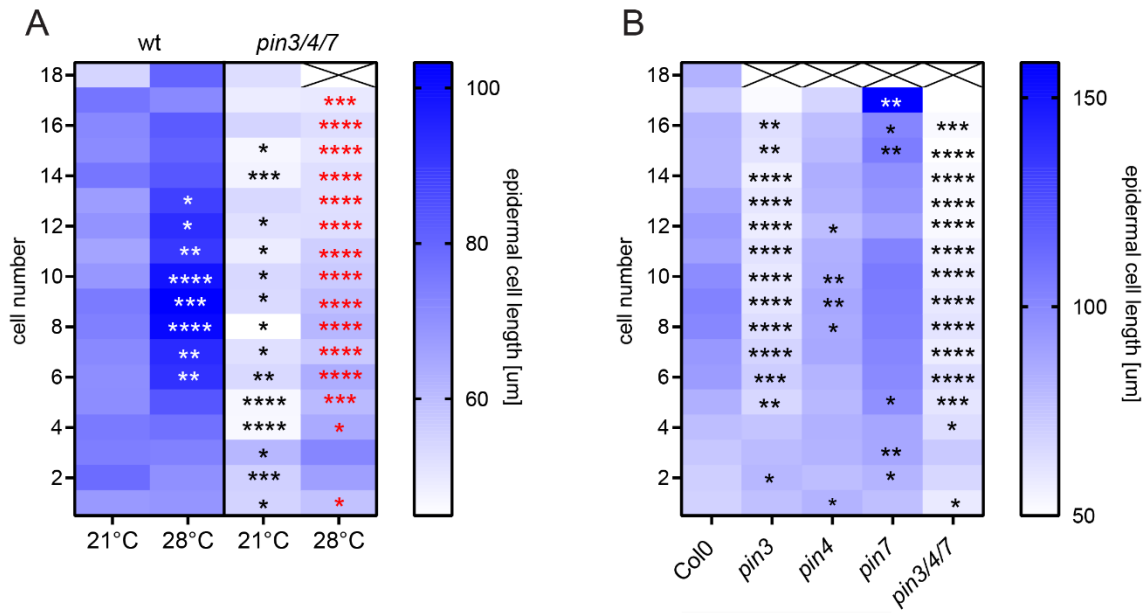 A
wt pin3/4/7
cell number
18
***
16 ****
* ****
14 *** ****
* ****
12 * * ****
** * ****
10 **** * ****
*** * ****
8 **** * ****
** * ****
6 ** ** ****
**** ***
4 **** *
*
2 ***
* *
21°C 28°C 21°C 28°C
100
80
60
epidermal cell length [um]
B
cell number
18
**
16 ** * ***
** ** ****
14 **** ****
**** ****
12 **** * ****
**** ****
10 **** ** ****
**** ** ****
8 **** * ****
**** ****
6 *** ****
** * ***
4 *
**
2 * *
* *
Col0 pin3 pin4 pin7 pin3/4/7
150
100
50
epidermal cell length [um]